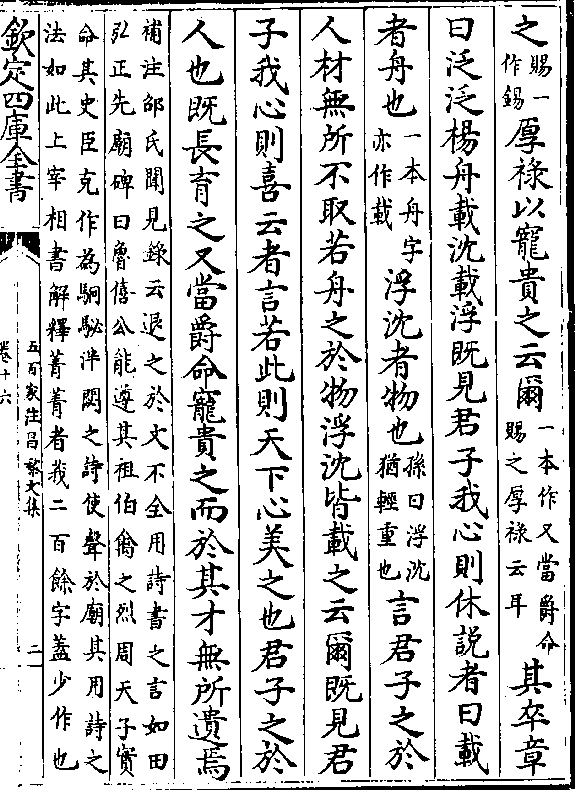 之賜一作錫厚祿以寵貴之云爾一本作又當爵命賜之厚祿云耳其卒章
曰泛泛楊舟載沈載浮既見君子我心則休說者曰載
者舟也一本舟字亦作載浮沈者物也孫曰浮沈猶輕重也言君子之於
人材無所不取若舟之於物浮沈皆載之云爾既見君
子我心則喜云者言若此則天下心美之也君子之於
人也既長育之又當爵命寵貴之而於其才無所遺焉
補注邵氏聞見錄云退之於文不全用詩書之言如田
弘正先廟碑曰魯僖公能遵其祖伯禽之烈周天子實
命其史臣克作為駉駜泮閟之詩使聲於廟其用詩之
法如此上宰相書解釋菁菁者莪二百餘字蓋少作也
欽定四庫全書
五百家注昌黎文集
卷十六
二